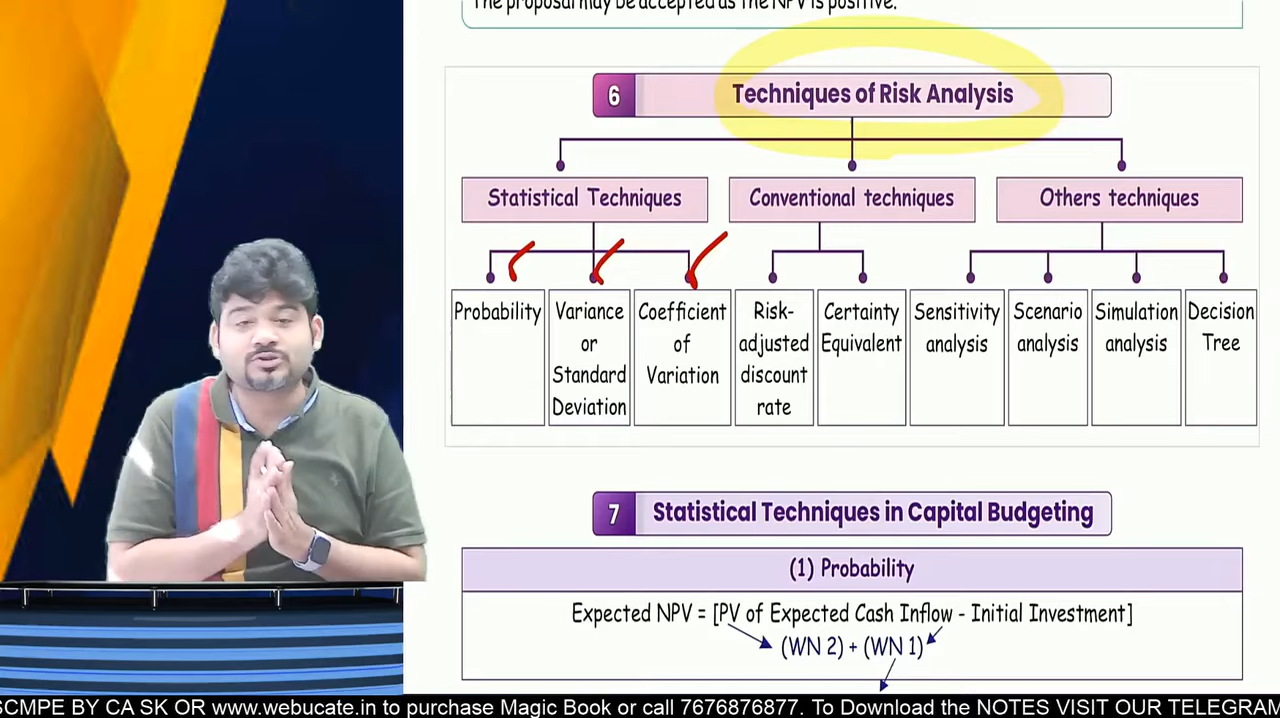 The proposal may be accepted as the NPV is positive.
6 Techniques of Risk Analysis
Statistical Techniques
Conventional techniques
Others techniques
Probability
Variance
or
Standard
Deviation
Coefficient
of
Variation
Risk-
adjusted
discount
rate
Certainty
Equivalent
Sensitivity
analysis
Scenario
analysis
Simulation
analysis
Decision
Tree
7 Statistical Techniques in Capital Budgeting
(1) Probability
Expected NPV = [PV of Expected Cash Inflow - Initial Investment]
(WN 2) + (WN 1)
SCMPE BY CA SK OR www.webucate.in to purchase Magic Book or call 7676876877. To Download the NOTES VISIT OUR TELEGRAM